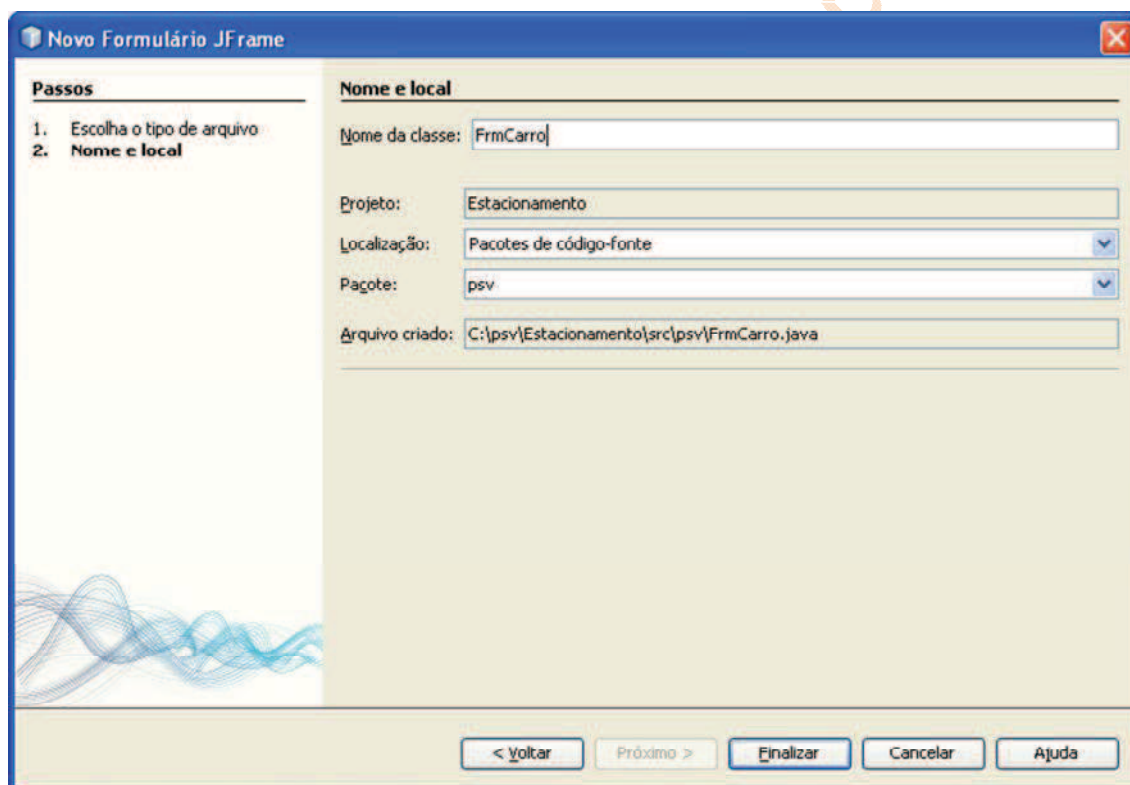 Novo Formulário JFrame
Passos
1. Escolha o tipo de arquivo
2. Nome e local
Nome e local
Nome da classe: FrmCarro
Projeto: Estacionamento
Localização: Pacotes de código-fonte
Pacote: psv
Arquivo criado: C:\psv\Estacionamento\src\psv\FrmCarro.java
< Voltar Próximo > Finalizar Cancelar Ajuda